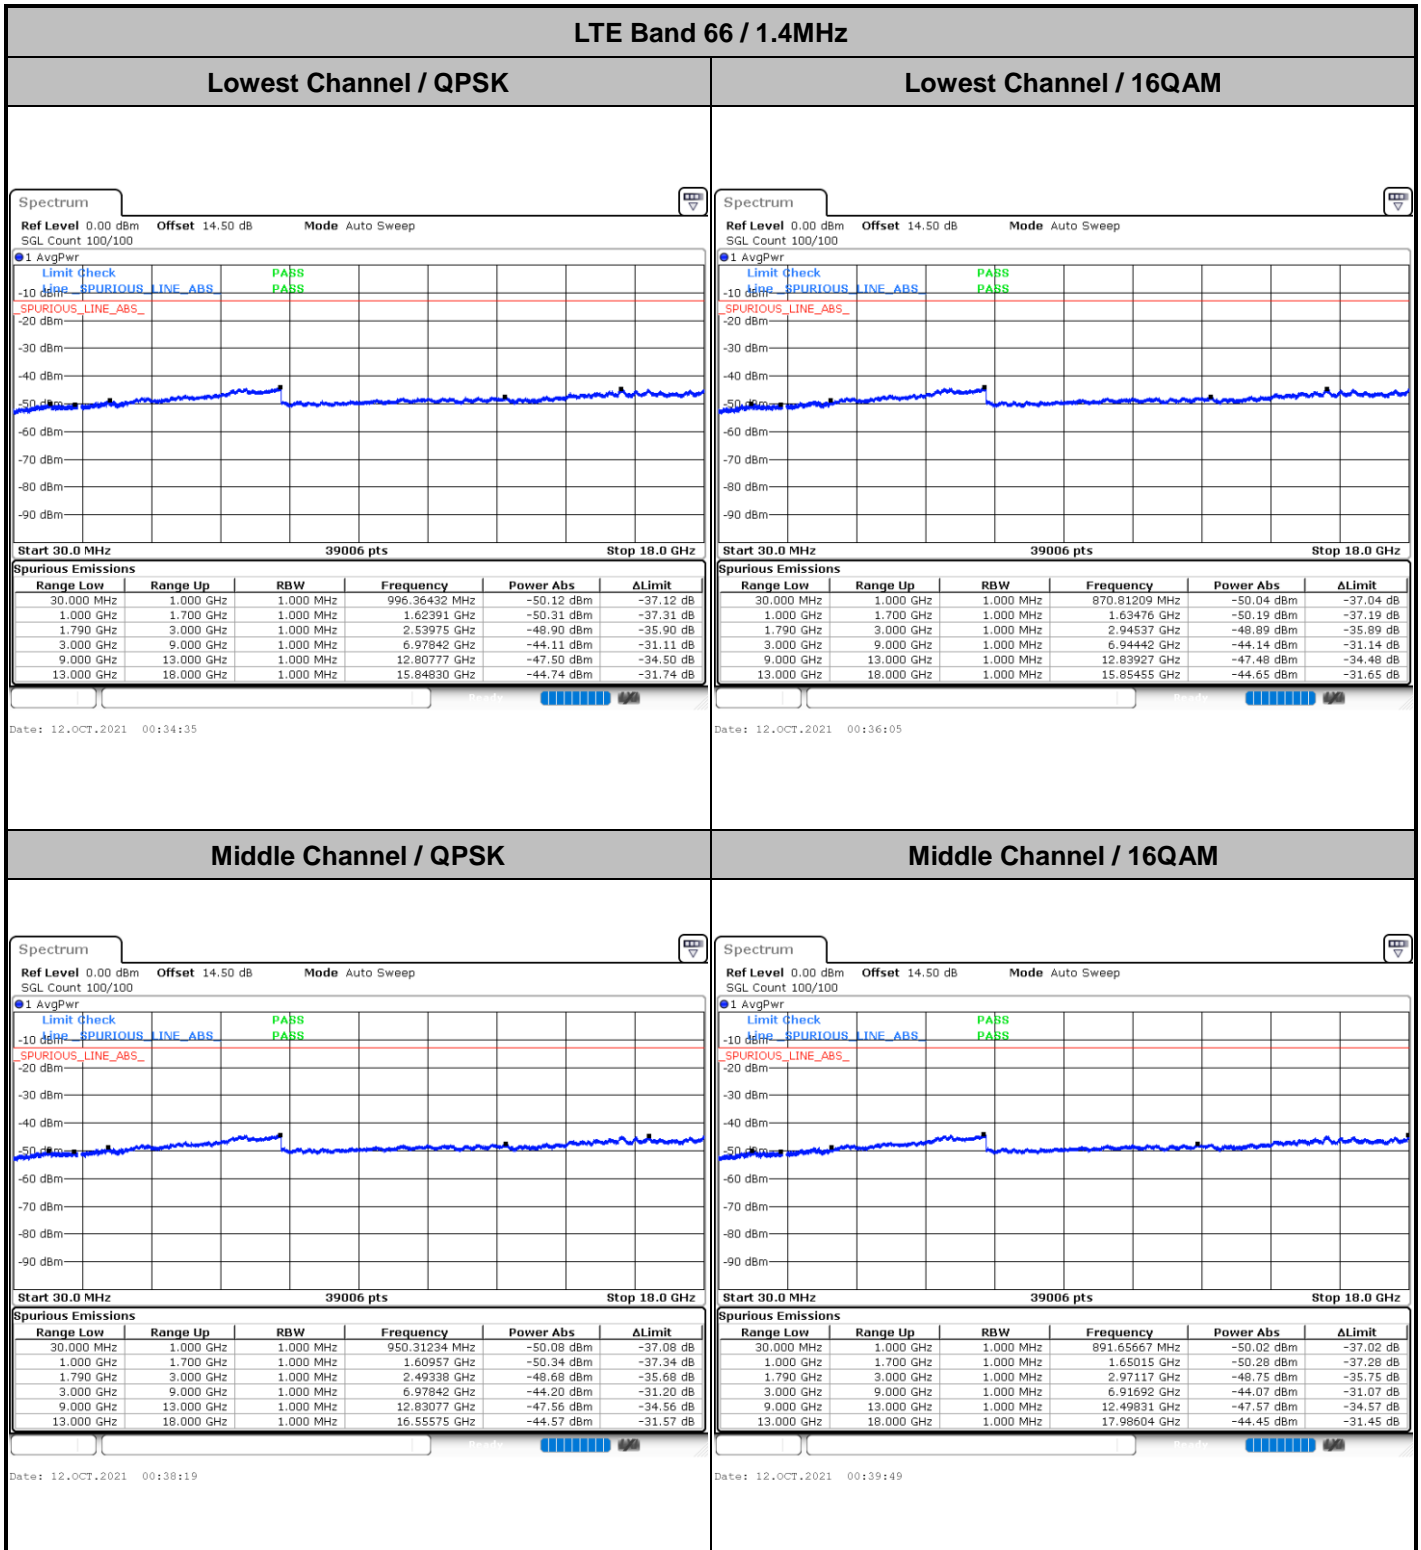 LTE Band 66 / 1.4MHz
Lowest Channel / QPSK
Spectrum
Ref Level 0.00 dBm Offset 14.50 dB Mode Auto Sweep
SGL Count 100/100
1 AvgPwr
Limit Check PASS
Line _SPURIOUS_LINE_ABS_ PASS
-10 dBm
_SPURIOUS_LINE_ABS_
-20 dBm
-30 dBm
-40 dBm
-50 dBm
-60 dBm
-70 dBm
-80 dBm
-90 dBm
Start 30.0 MHz 39006 pts Stop 18.0 GHz
Spurious Emissions
Range Low Range Up RBW Frequency Power Abs ΔLimit
30.000 MHz 1.000 GHz 1.000 MHz 996.36432 MHz -50.12 dBm -37.12 dB
1.000 GHz 1.700 GHz 1.000 MHz 1.62391 GHz -50.31 dBm -37.31 dB
1.790 GHz 3.000 GHz 1.000 MHz 2.53975 GHz -48.90 dBm -35.90 dB
3.000 GHz 9.000 GHz 1.000 MHz 6.97842 GHz -44.11 dBm -31.11 dB
9.000 GHz 13.000 GHz 1.000 MHz 12.80777 GHz -47.50 dBm -34.50 dB
13.000 GHz 18.000 GHz 1.000 MHz 15.84830 GHz -44.74 dBm -31.74 dB
Date: 12.OCT.2021 00:34:35
Lowest Channel / 16QAM
Spectrum
Ref Level 0.00 dBm Offset 14.50 dB Mode Auto Sweep
SGL Count 100/100
1 AvgPwr
Limit Check PASS
Line _SPURIOUS_LINE_ABS_ PASS
-10 dBm
_SPURIOUS_LINE_ABS_
-20 dBm
-30 dBm
-40 dBm
-50 dBm
-60 dBm
-70 dBm
-80 dBm
-90 dBm
Start 30.0 MHz 39006 pts Stop 18.0 GHz
Spurious Emissions
Range Low Range Up RBW Frequency Power Abs ΔLimit
30.000 MHz 1.000 GHz 1.000 MHz 870.81209 MHz -50.04 dBm -37.04 dB
1.000 GHz 1.700 GHz 1.000 MHz 1.63476 GHz -50.19 dBm -37.19 dB
1.790 GHz 3.000 GHz 1.000 MHz 2.94537 GHz -48.89 dBm -35.89 dB
3.000 GHz 9.000 GHz 1.000 MHz 6.94442 GHz -44.14 dBm -31.14 dB
9.000 GHz 13.000 GHz 1.000 MHz 12.83927 GHz -47.48 dBm -34.48 dB
13.000 GHz 18.000 GHz 1.000 MHz 15.85455 GHz -44.65 dBm -31.65 dB
Date: 12.OCT.2021 00:36:05
Middle Channel / QPSK
Spectrum
Ref Level 0.00 dBm Offset 14.50 dB Mode Auto Sweep
SGL Count 100/100
1 AvgPwr
Limit Check PASS
Line _SPURIOUS_LINE_ABS_ PASS
-10 dBm
_SPURIOUS_LINE_ABS_
-20 dBm
-30 dBm
-40 dBm
-50 dBm
-60 dBm
-70 dBm
-80 dBm
-90 dBm
Start 30.0 MHz 39006 pts Stop 18.0 GHz
Spurious Emissions
Range Low Range Up RBW Frequency Power Abs ΔLimit
30.000 MHz 1.000 GHz 1.000 MHz 950.31234 MHz -50.08 dBm -37.08 dB
1.000 GHz 1.700 GHz 1.000 MHz 1.60957 GHz -50.34 dBm -37.34 dB
1.790 GHz 3.000 GHz 1.000 MHz 2.49338 GHz -48.68 dBm -35.68 dB
3.000 GHz 9.000 GHz 1.000 MHz 6.97842 GHz -44.20 dBm -31.20 dB
9.000 GHz 13.000 GHz 1.000 MHz 12.83077 GHz -47.56 dBm -34.56 dB
13.000 GHz 18.000 GHz 1.000 MHz 16.55575 GHz -44.57 dBm -31.57 dB
Date: 12.OCT.2021 00:38:19
Middle Channel / 16QAM
Spectrum
Ref Level 0.00 dBm Offset 14.50 dB Mode Auto Sweep
SGL Count 100/100
1 AvgPwr
Limit Check PASS
Line _SPURIOUS_LINE_ABS_ PASS
-10 dBm
_SPURIOUS_LINE_ABS_
-20 dBm
-30 dBm
-40 dBm
-50 dBm
-60 dBm
-70 dBm
-80 dBm
-90 dBm
Start 30.0 MHz 39006 pts Stop 18.0 GHz
Spurious Emissions
Range Low Range Up RBW Frequency Power Abs ΔLimit
30.000 MHz 1.000 GHz 1.000 MHz 891.65667 MHz -50.02 dBm -37.02 dB
1.000 GHz 1.700 GHz 1.000 MHz 1.65015 GHz -50.28 dBm -37.28 dB
1.790 GHz 3.000 GHz 1.000 MHz 2.97117 GHz -48.75 dBm -35.75 dB
3.000 GHz 9.000 GHz 1.000 MHz 6.91692 GHz -44.07 dBm -31.07 dB
9.000 GHz 13.000 GHz 1.000 MHz 12.49831 GHz -47.57 dBm -34.57 dB
13.000 GHz 18.000 GHz 1.000 MHz 17.98604 GHz -44.45 dBm -31.45 dB
Date: 12.OCT.2021 00:39:49